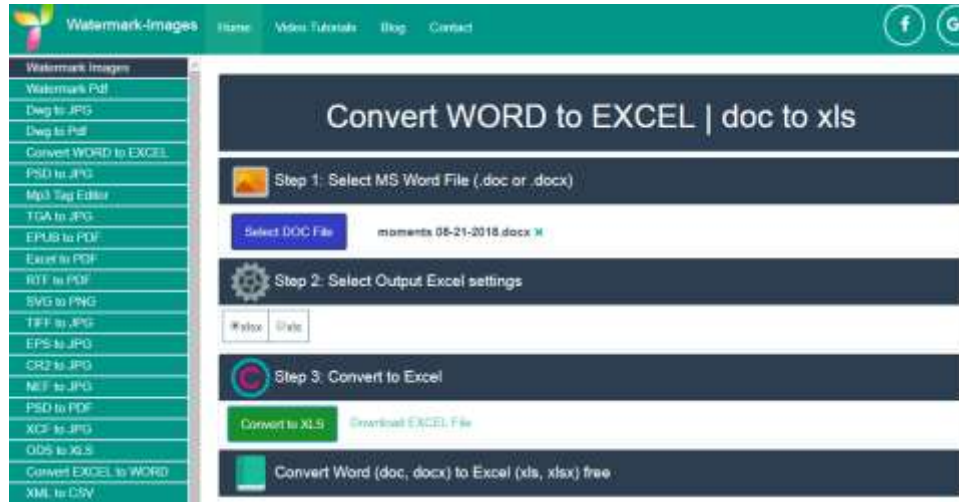 Watermark-Images
Home Video Tutorials Blog Contact
f G
Watermark Images
Watermark Pdf
Dwg to JPG
Dwg to Pdf
Convert WORD to EXCEL
PSD to JPG
Mp3 Tag Editor
TGA to JPG
EPUB to PDF
Excel to PDF
RTF to PDF
SVG to PNG
TIFF to JPG
EPS to JPG
CR2 to JPG
NEF to JPG
PSD to PDF
XCF to JPG
ODS to XLS
Convert EXCEL to WORD
XML to CSV
Convert WORD to EXCEL | doc to xls
Step 1: Select MS Word File (.doc or .docx)
Select DOC File moments 08-21-2018.docx x
Step 2: Select Output Excel settings
xlsx xls
Step 3: Convert to Excel
C
Convert to XLS Download EXCEL File
Convert Word (doc, docx) to Excel (xls, xlsx) free